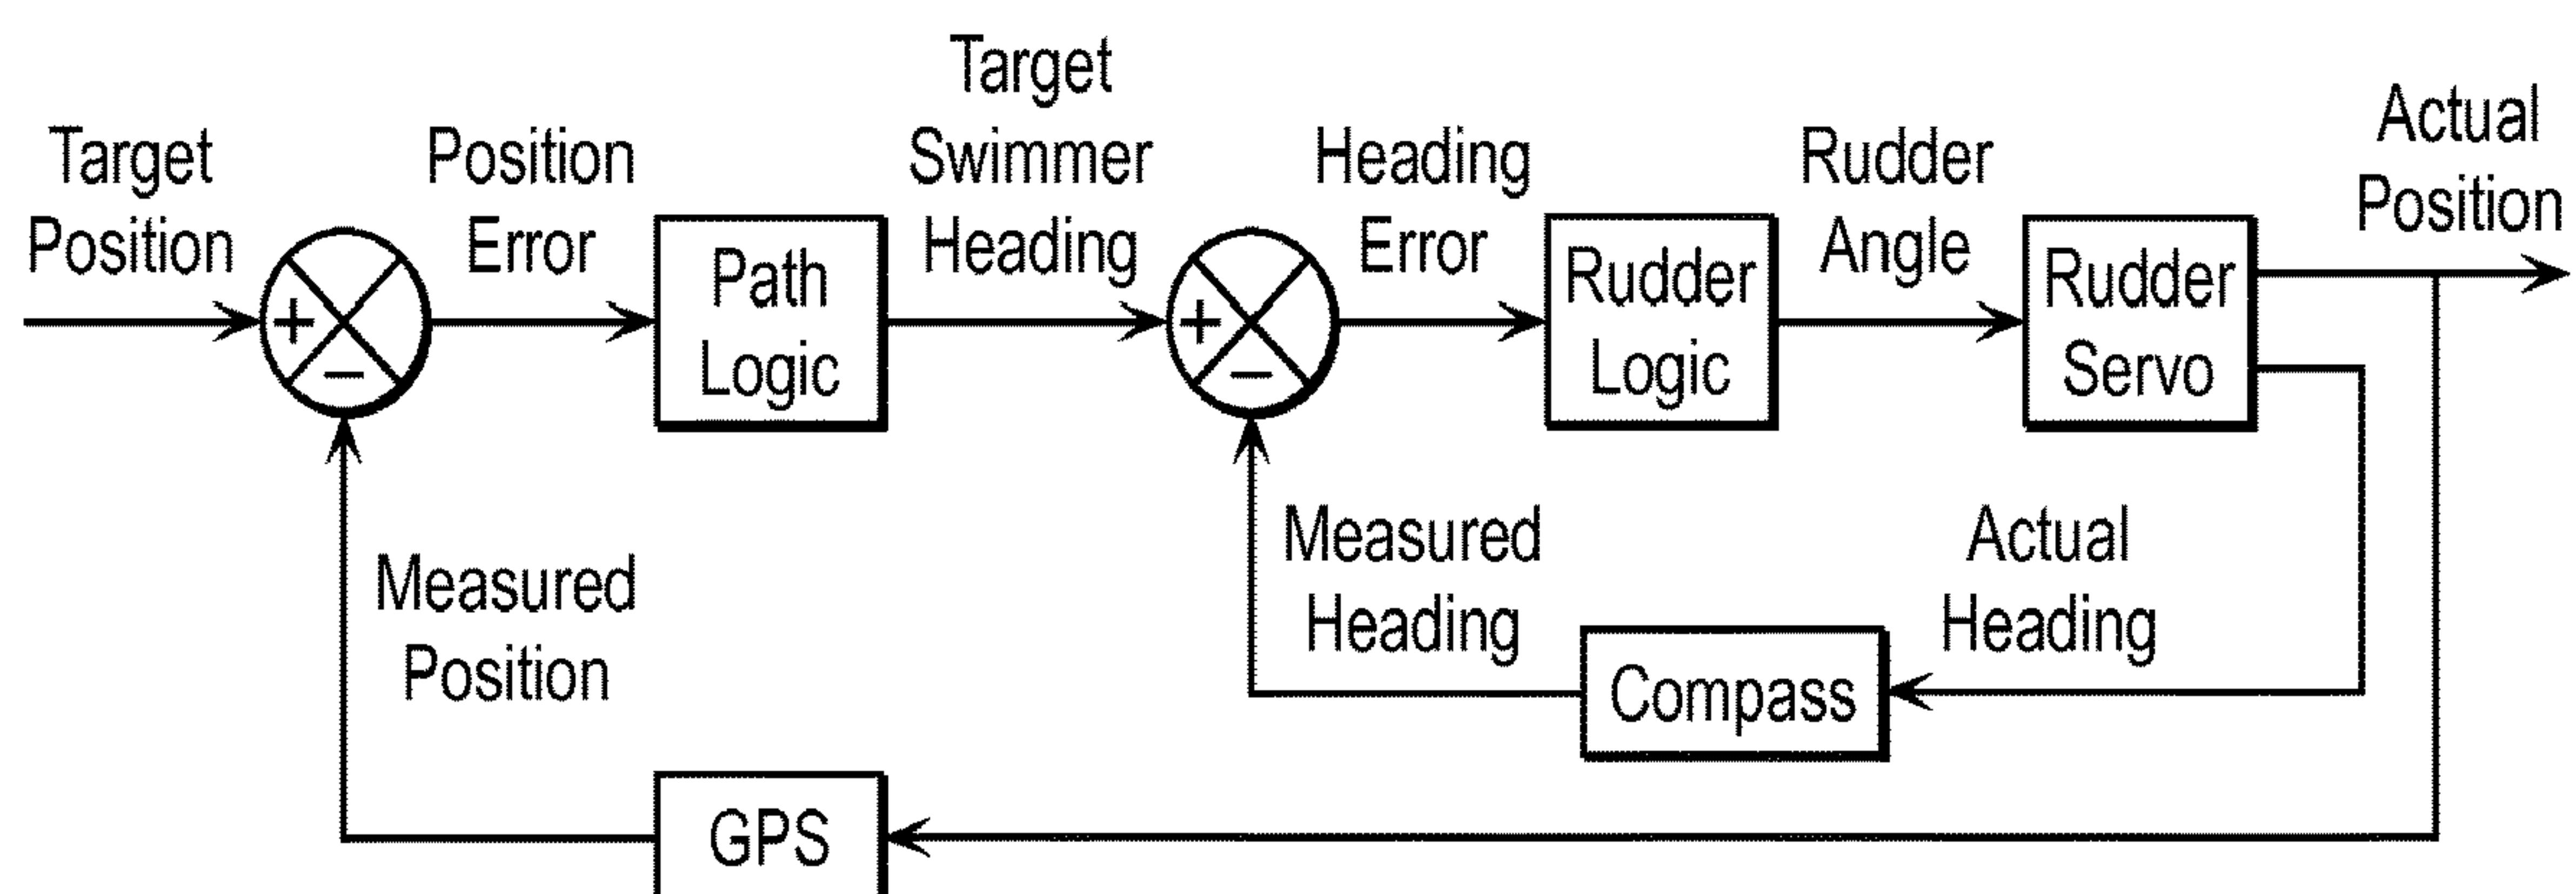 Target
Position
+
−
Position
Error
Path
Logic
Target
Swimmer
Heading
+
−
Heading
Error
Rudder
Logic
Rudder
Angle
Rudder
Servo
Actual
Position
Measured
Position
Measured
Heading
Compass
Actual
Heading
GPS